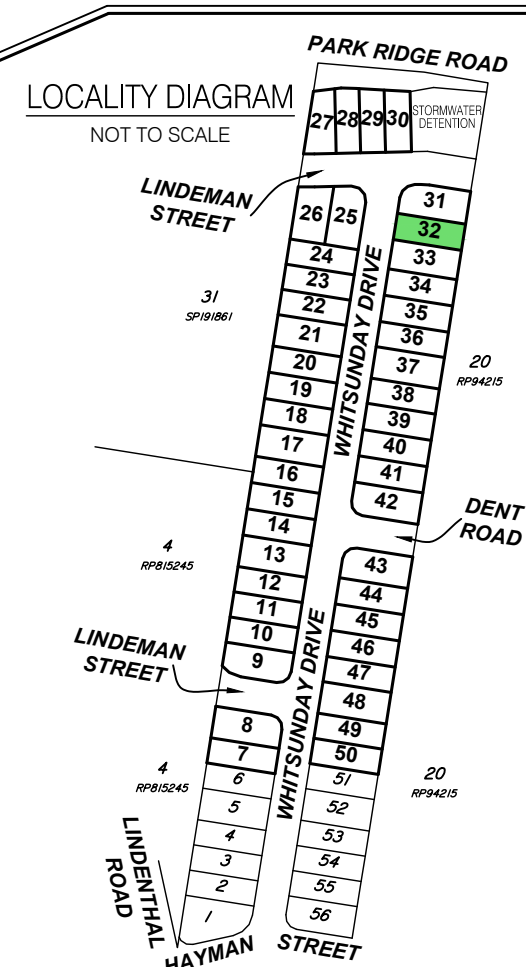 PARK RIDGE ROAD
LOCALITY DIAGRAM
NOT TO SCALE
27 28 29 30
STORMWATER
DETENTION
LINDEMAN
STREET
26 25
31
32
24
33
23
34
22
35
21
36
20
37
19
38
18
39
17
40
16
41
15
42
14
13
12
11
10
9
WHITSUNDAY DRIVE
31
SP191861
20
RP94215
DENT
ROAD
4
RP815245
43
44
45
46
47
48
49
50
LINDEMAN
STREET
WHITSUNDAY DRIVE
8
7
6
5
4
3
2
1
51
52
53
54
55
56
4
RP815245
20
RP94215
LINDENTHAL
ROAD
HAYMAN STREET